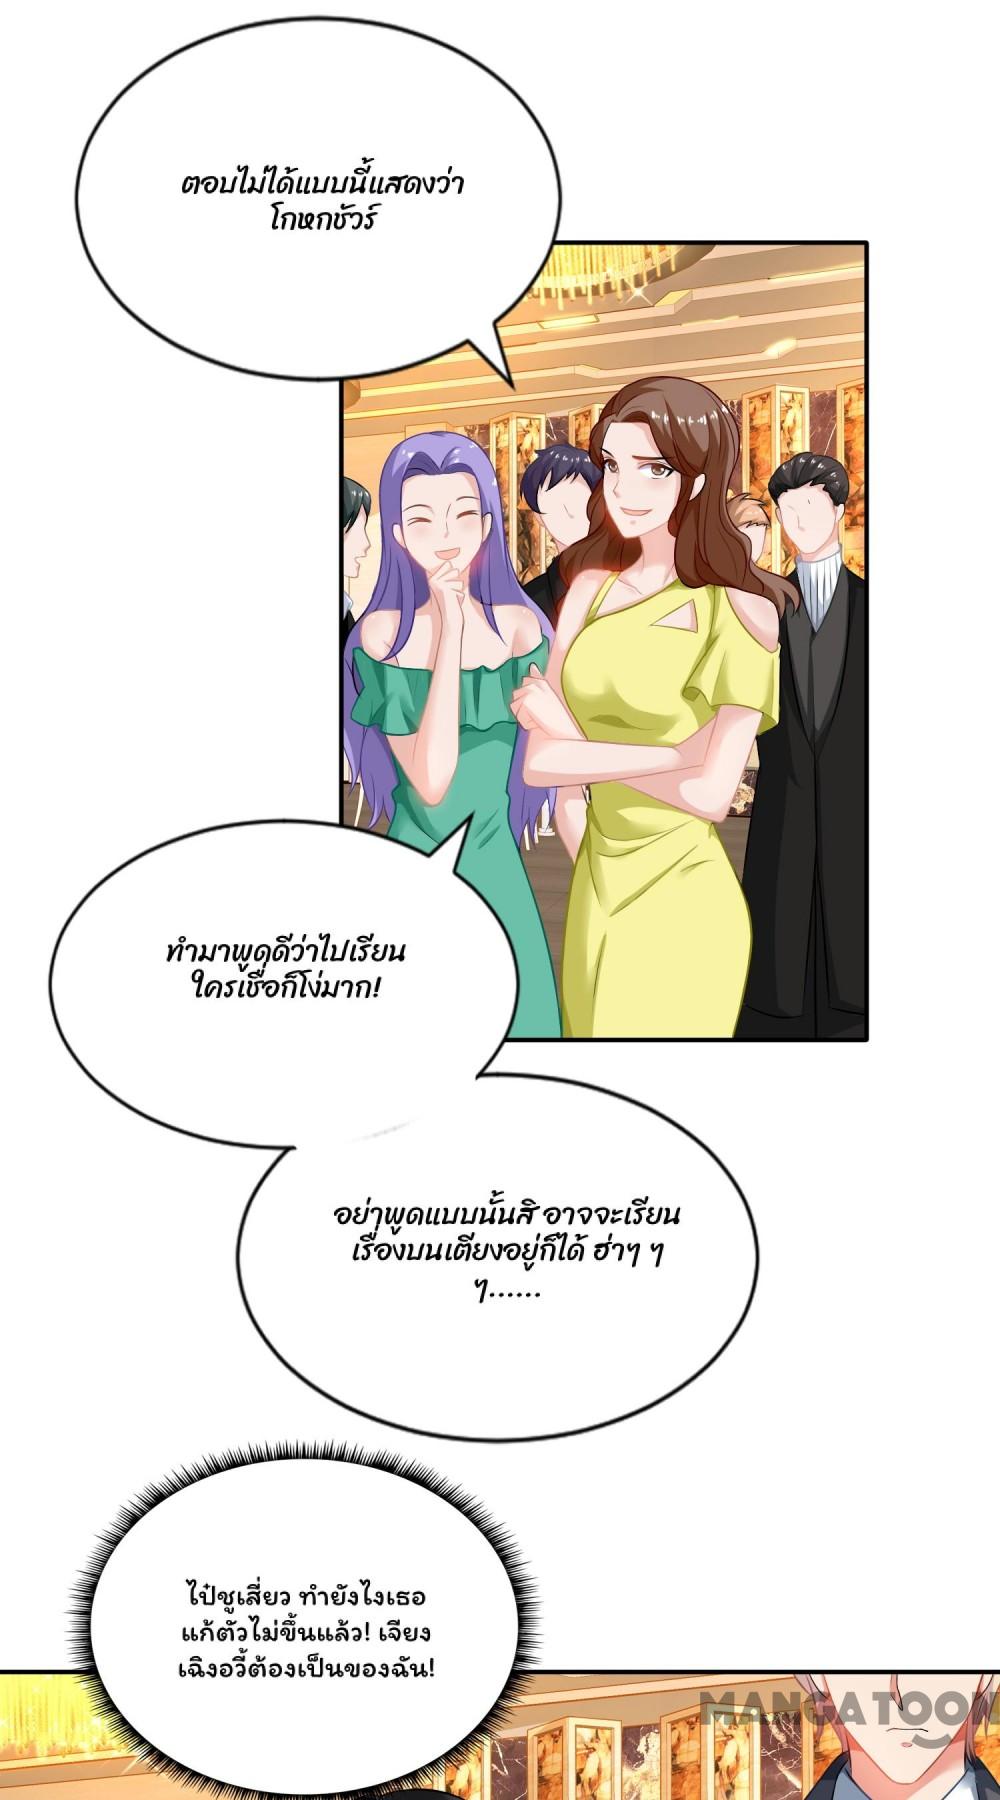 ตอบไม่ได้แบบนี้แสดงว่า
โกหกชัวร์
ทำมาพูดดีว่าไปเรียน
ใครเชื่อก็โง่มาก!
อย่าพูดแบบนั้นสิ อาจจะเรียน
เรื่องบนเตียงอยู่ก็ได้ ฮ่าๆ ๆ
ๆ......
ไป๋ชูเสี่ยว ทำยังไงเธอ
แก้ตัวไม่ขึ้นแล้ว! เจียง
เฉิงอวี้ต้องเป็นของฉัน!
MANGATOON